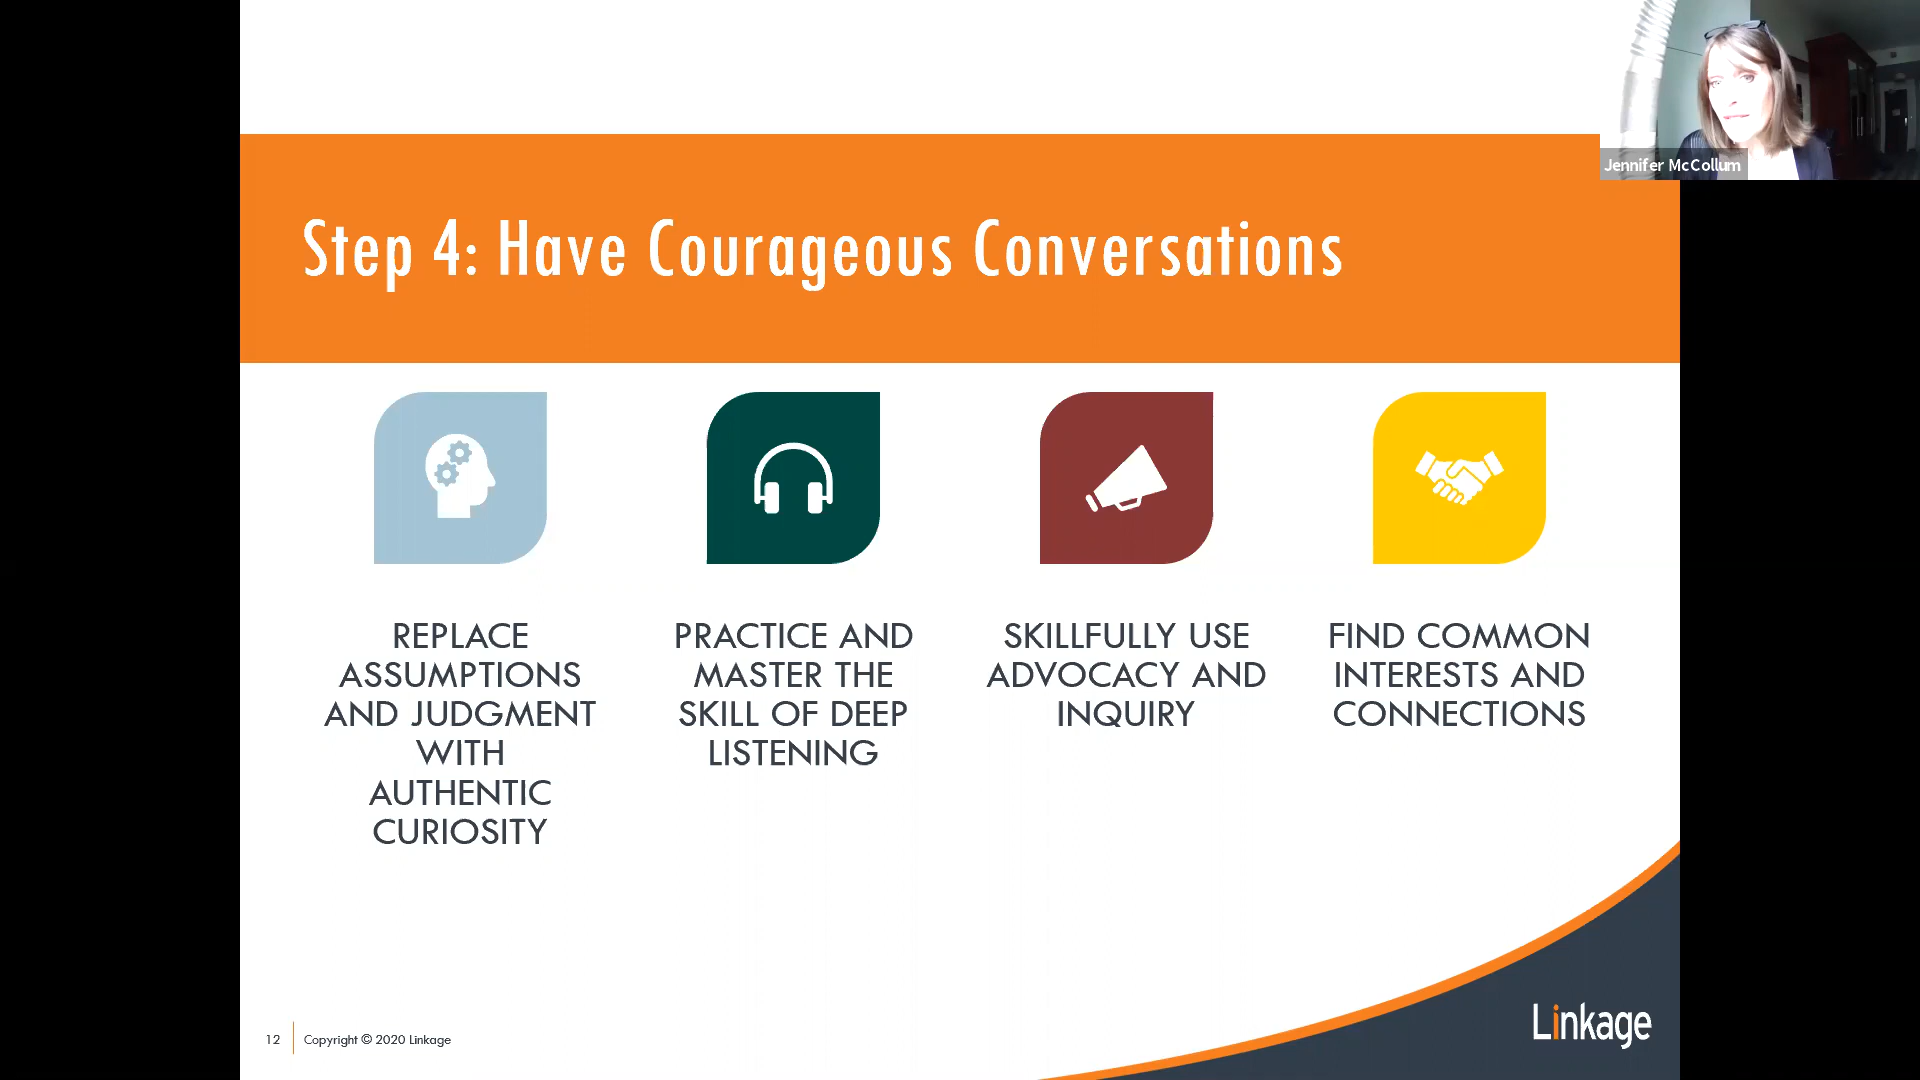 Jennifer McCollum
Step 4: Have Courageous Conversations
REPLACE
ASSUMPTIONS
AND JUDGMENT
WITH
AUTHENTIC
CURIOSITY
PRACTICE AND
MASTER THE
SKILL OF DEEP
LISTENING
SKILLFULLY USE
ADVOCACY AND
INQUIRY
FIND COMMON
INTERESTS AND
CONNECTIONS
12
Copyright © 2020 Linkage
Linkage